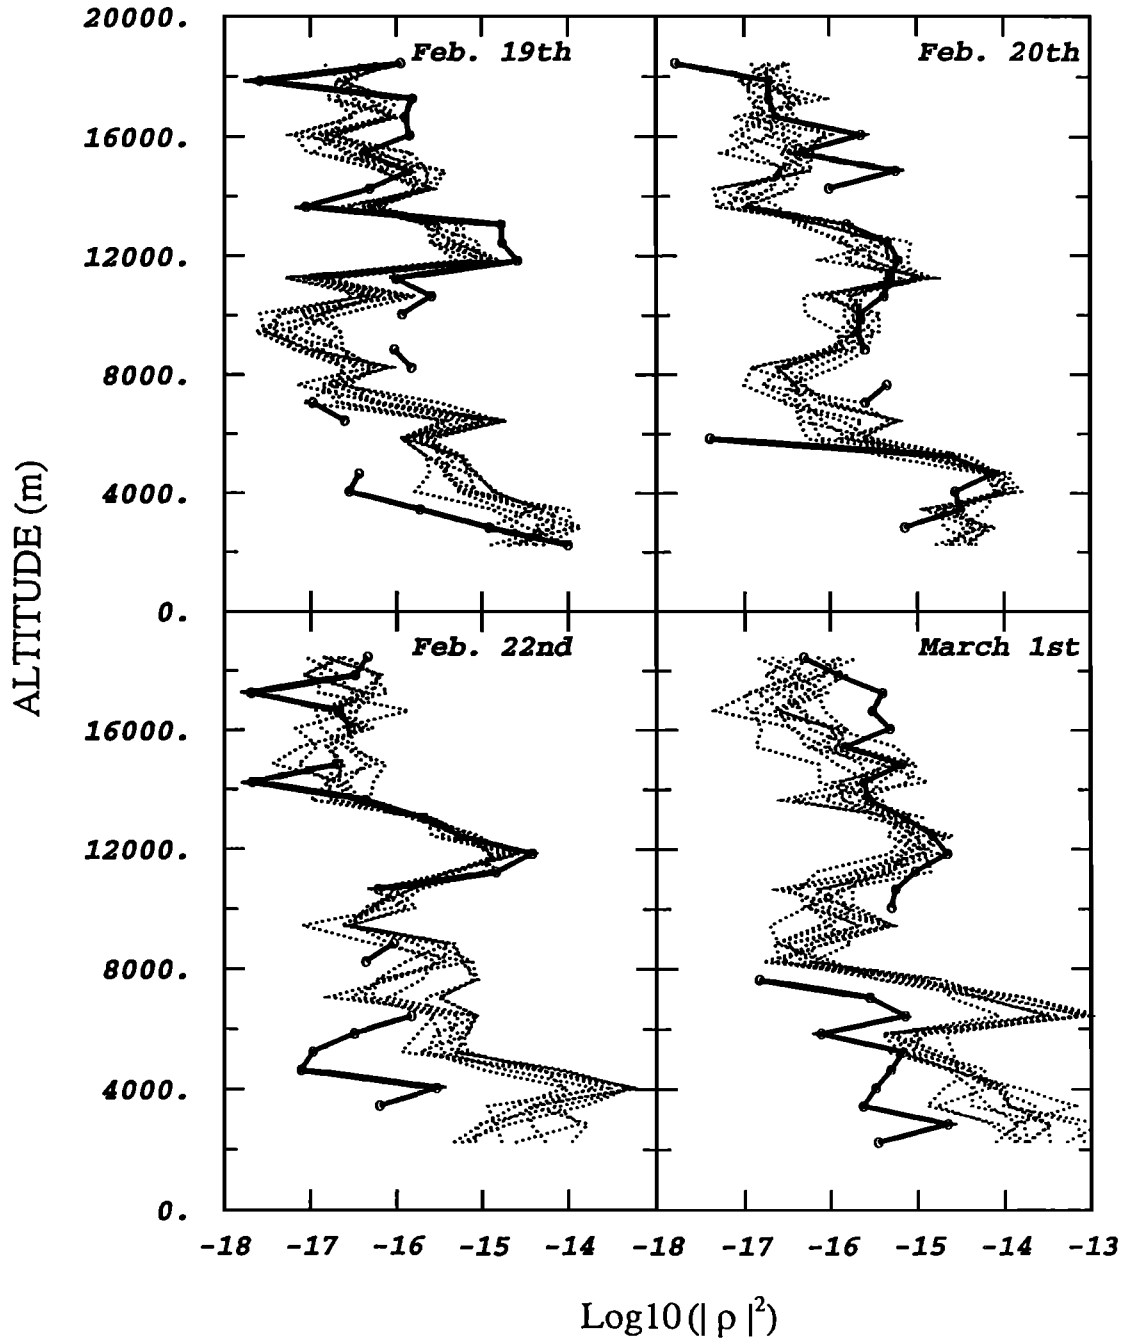 20000.
Feb. 19th
Feb. 20th
16000.
12000.
8000.
4000.
0.
Feb. 22nd
March 1st
16000.
12000.
8000.
4000.
0.
ALTITUDE (m)
-18 -17 -16 -15 -14 -18 -17 -16 -15 -14 -13
Log10 (| ρ |²)